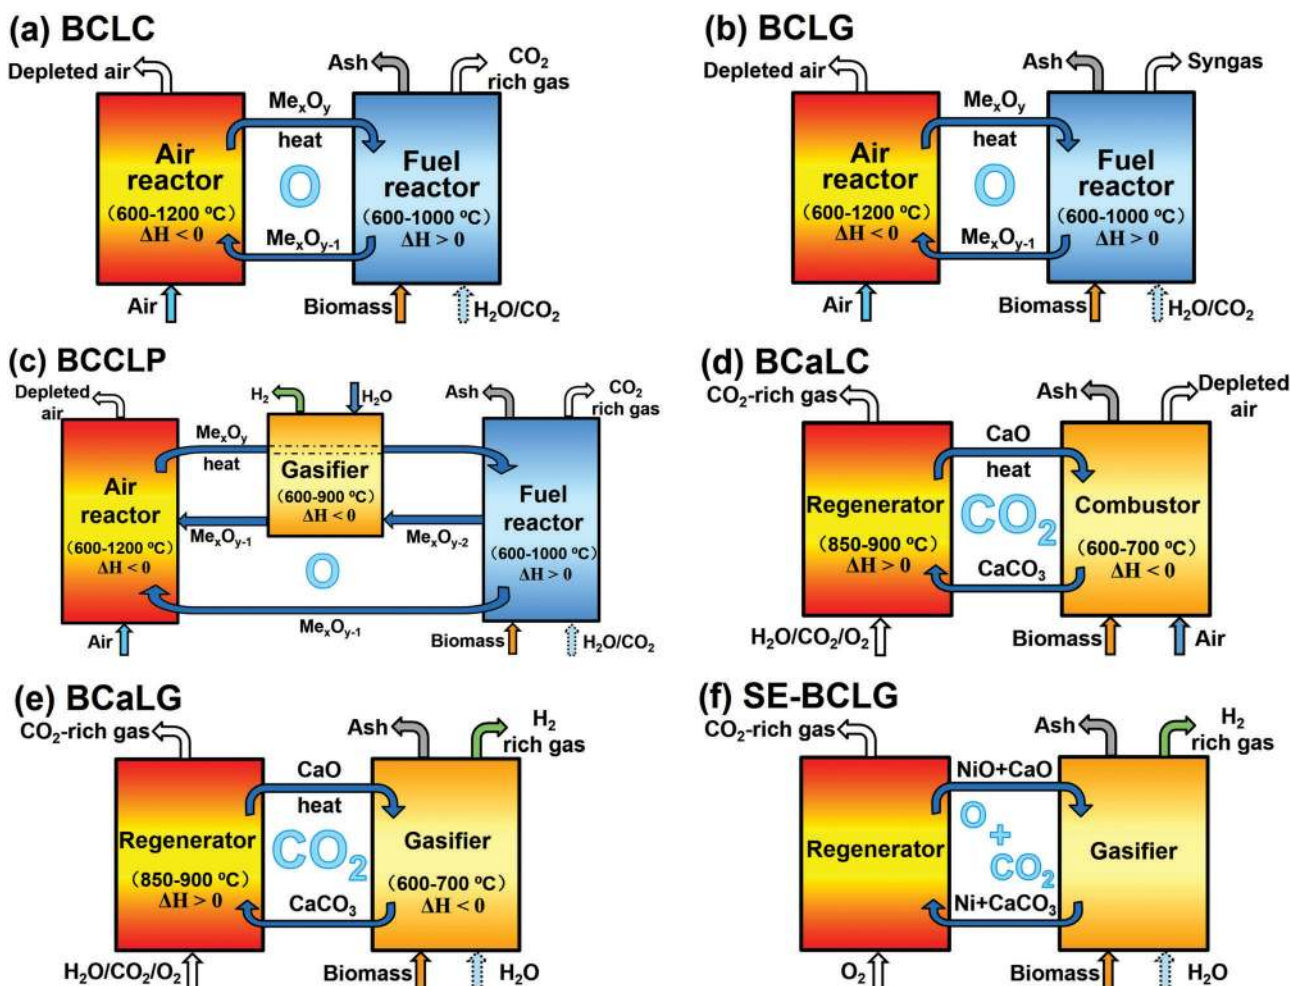 (a) BCLC
Depleted air
Ash
CO₂
rich gas
MeₓOᵧ
heat
Air
reactor
(600-1200 ºC)
ΔH < 0
O
Fuel
reactor
(600-1000 ºC)
ΔH > 0
MeₓOᵧ₋₁
Air
Biomass
H₂O/CO₂
(b) BCLG
Depleted air
Ash
Syngas
MeₓOᵧ
heat
Air
reactor
(600-1200 ºC)
ΔH < 0
O
Fuel
reactor
(600-1000 ºC)
ΔH > 0
MeₓOᵧ₋₁
Air
Biomass
H₂O/CO₂
(c) BCCLP
Depleted
air
H₂
H₂O
Ash
CO₂
rich gas
MeₓOᵧ
heat
Gasifier
(600-900 ºC)
ΔH < 0
Air
reactor
(600-1200 ºC)
ΔH < 0
Fuel
reactor
(600-1000 ºC)
ΔH > 0
MeₓOᵧ₋₁
MeₓOᵧ₋₂
O
MeₓOᵧ₋₁
Air
Biomass
H₂O/CO₂
(d) BCaLC
CO₂-rich gas
Ash
Depleted
air
CaO
heat
Regenerator
(850-900 ºC)
ΔH > 0
CO₂
Combustor
(600-700 ºC)
ΔH < 0
CaCO₃
H₂O/CO₂/O₂
Biomass
Air
(e) BCaLG
CO₂-rich gas
Ash
H₂
rich gas
CaO
heat
Regenerator
(850-900 ºC)
ΔH > 0
CO₂
Gasifier
(600-700 ºC)
ΔH < 0
CaCO₃
H₂O/CO₂/O₂
Biomass
H₂O
(f) SE-BCLG
CO₂-rich gas
Ash
H₂
rich gas
NiO+CaO
Regenerator
O
+
CO₂
Gasifier
Ni+CaCO₃
O₂
Biomass
H₂O